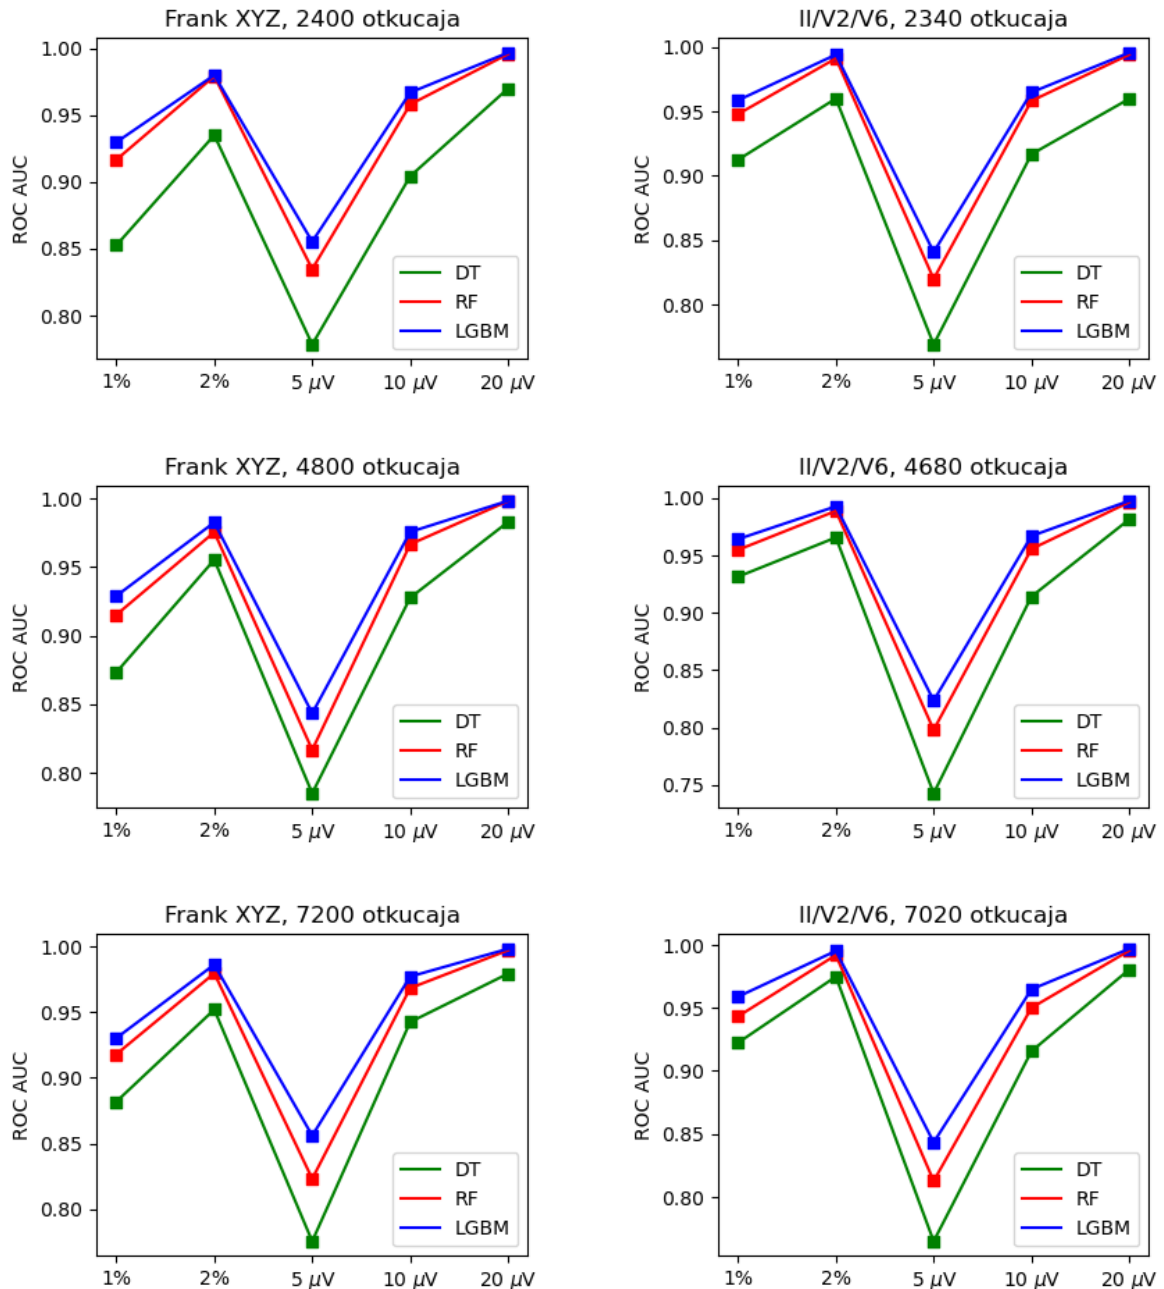 Frank XYZ, 2400 otkucaja
ROC AUC
1.00
0.95
0.90
0.85
0.80
DT
RF
LGBM
1% 2% 5 μV 10 μV 20 μV
II/V2/V6, 2340 otkucaja
ROC AUC
1.00
0.95
0.90
0.85
0.80
DT
RF
LGBM
1% 2% 5 μV 10 μV 20 μV
Frank XYZ, 4800 otkucaja
ROC AUC
1.00
0.95
0.90
0.85
0.80
DT
RF
LGBM
1% 2% 5 μV 10 μV 20 μV
II/V2/V6, 4680 otkucaja
ROC AUC
1.00
0.95
0.90
0.85
0.80
0.75
DT
RF
LGBM
1% 2% 5 μV 10 μV 20 μV
Frank XYZ, 7200 otkucaja
ROC AUC
1.00
0.95
0.90
0.85
0.80
DT
RF
LGBM
1% 2% 5 μV 10 μV 20 μV
II/V2/V6, 7020 otkucaja
ROC AUC
1.00
0.95
0.90
0.85
0.80
DT
RF
LGBM
1% 2% 5 μV 10 μV 20 μV